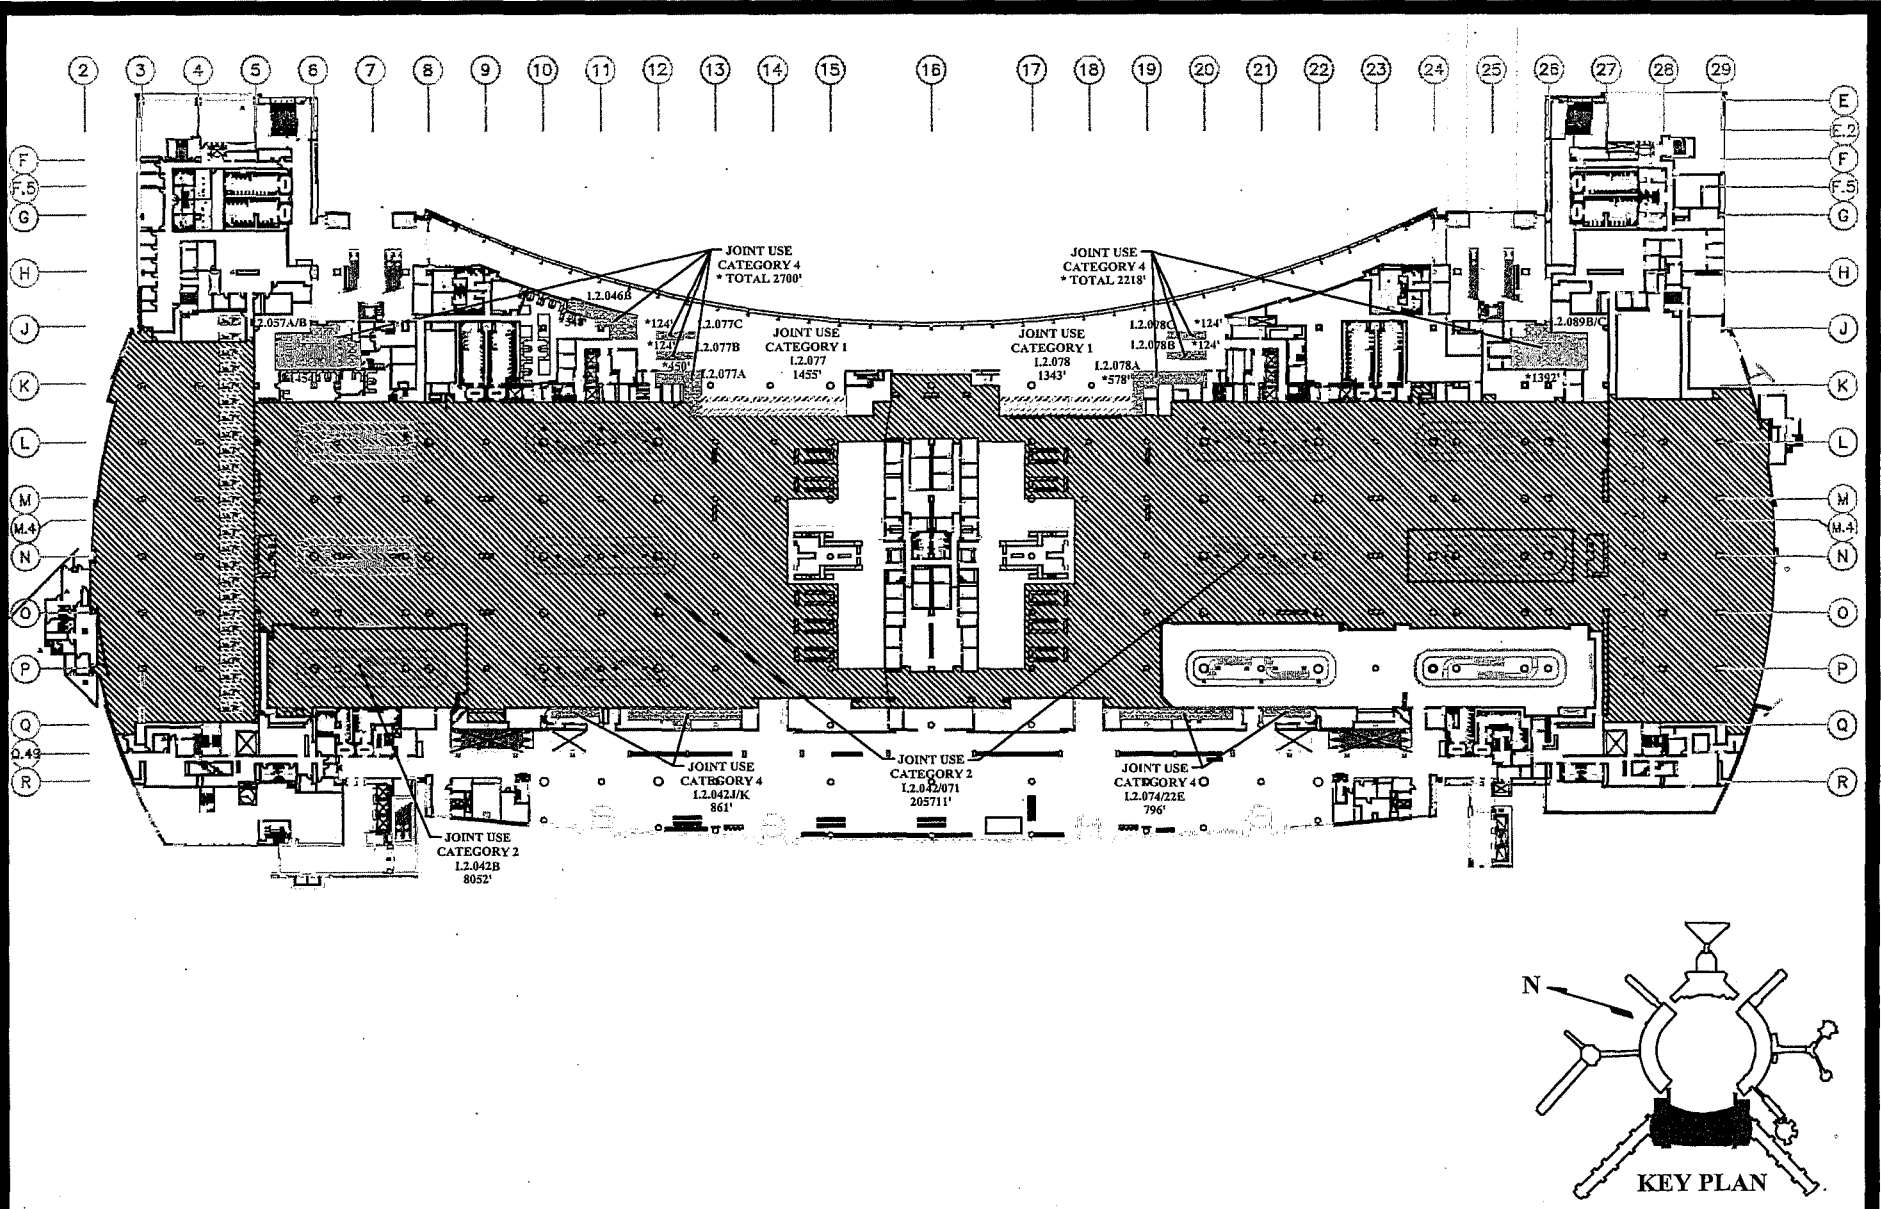 2 3 4 5 6 7 8 9 10 11 12 13 14 15 16 17 18 19 20 21 22 23 24 25 26 27 28 29
E
E.2
F F
F.5 F.5
G G
H H
J J
K K
L L
M M
M.4 M.4
N N
O O
P P
Q Q
Q.49
R R
JOINT USE
CATEGORY 4
* TOTAL 2700'
JOINT USE
CATEGORY 4
* TOTAL 2218'
I.2.046B
I.2.057A/B
*124'
I.2.077C
*124'
I.2.077B
*450'
I.2.077A
JOINT USE
CATEGORY 1
I.2.077
1455'
JOINT USE
CATEGORY 1
I.2.078
1343'
I.2.078C
*124'
I.2.078B
*124'
I.2.078A
*578'
I.2.089B/C
*1392'
JOINT USE
CATEGORY 4
I.2.042J/K
861'
JOINT USE
CATEGORY 2
I.2.042/071
205711'
JOINT USE
CATEGORY 4
I.2.074/22E
796'
JOINT USE
CATEGORY 2
I.2.042B
8052'
N
KEY PLAN